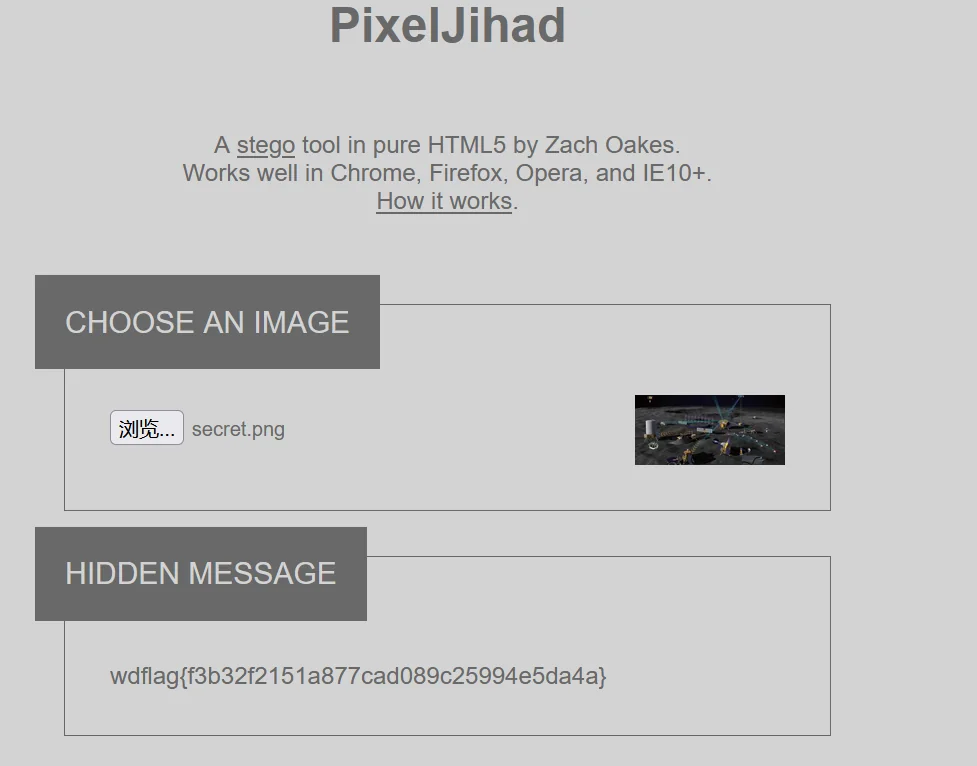 PixelJihad
A stego tool in pure HTML5 by Zach Oakes.
Works well in Chrome, Firefox, Opera, and IE10+.
How it works.
CHOOSE AN IMAGE
浏览... secret.png
HIDDEN MESSAGE
wdflag{f3b32f2151a877cad089c25994e5da4a}